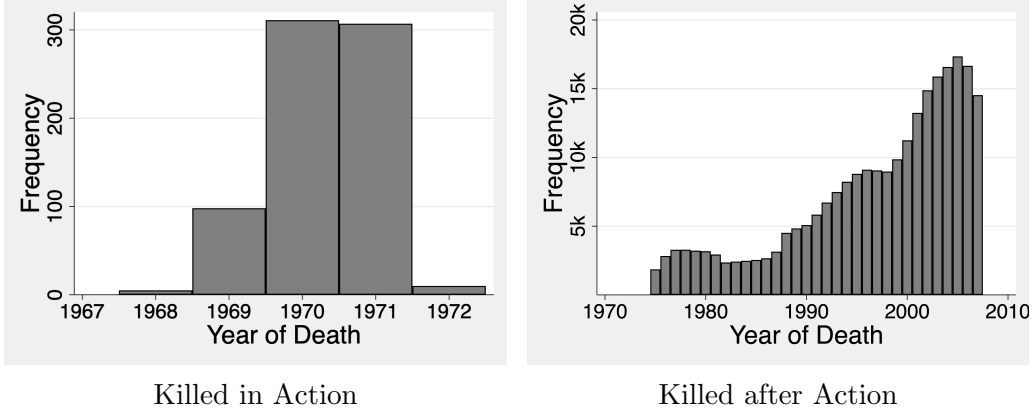 Frequency
300
200
100
0
1967 1968 1969 1970 1971 1972
Year of Death
Killed in Action
Frequency
20k
15k
10k
5k
1970 1980 1990 2000 2010
Year of Death
Killed after Action